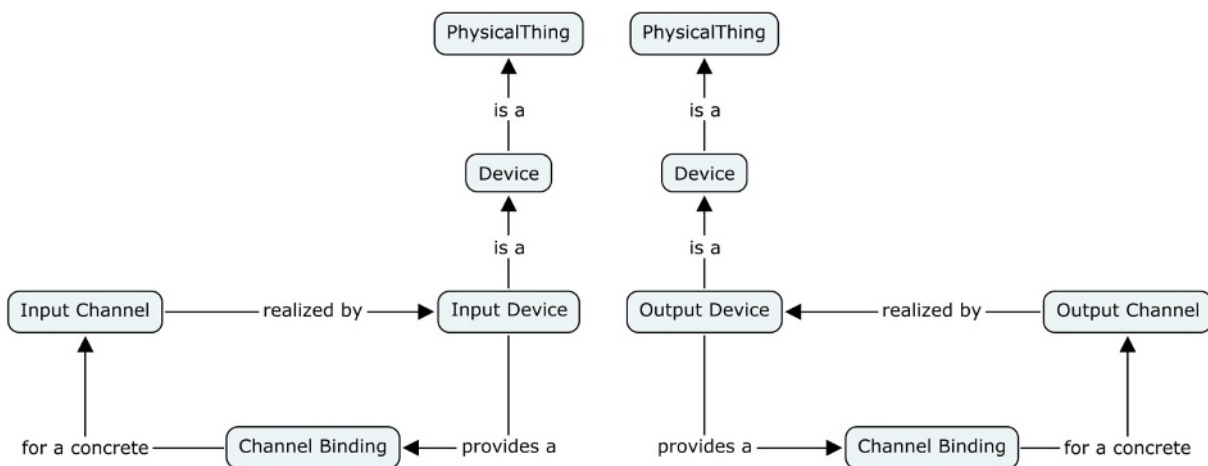 PhysicalThing PhysicalThing
is a is a
Device Device
is a is a
Input Channel realized by Input Device Output Device realized by Output Channel
for a concrete Channel Binding provides a provides a Channel Binding for a concrete